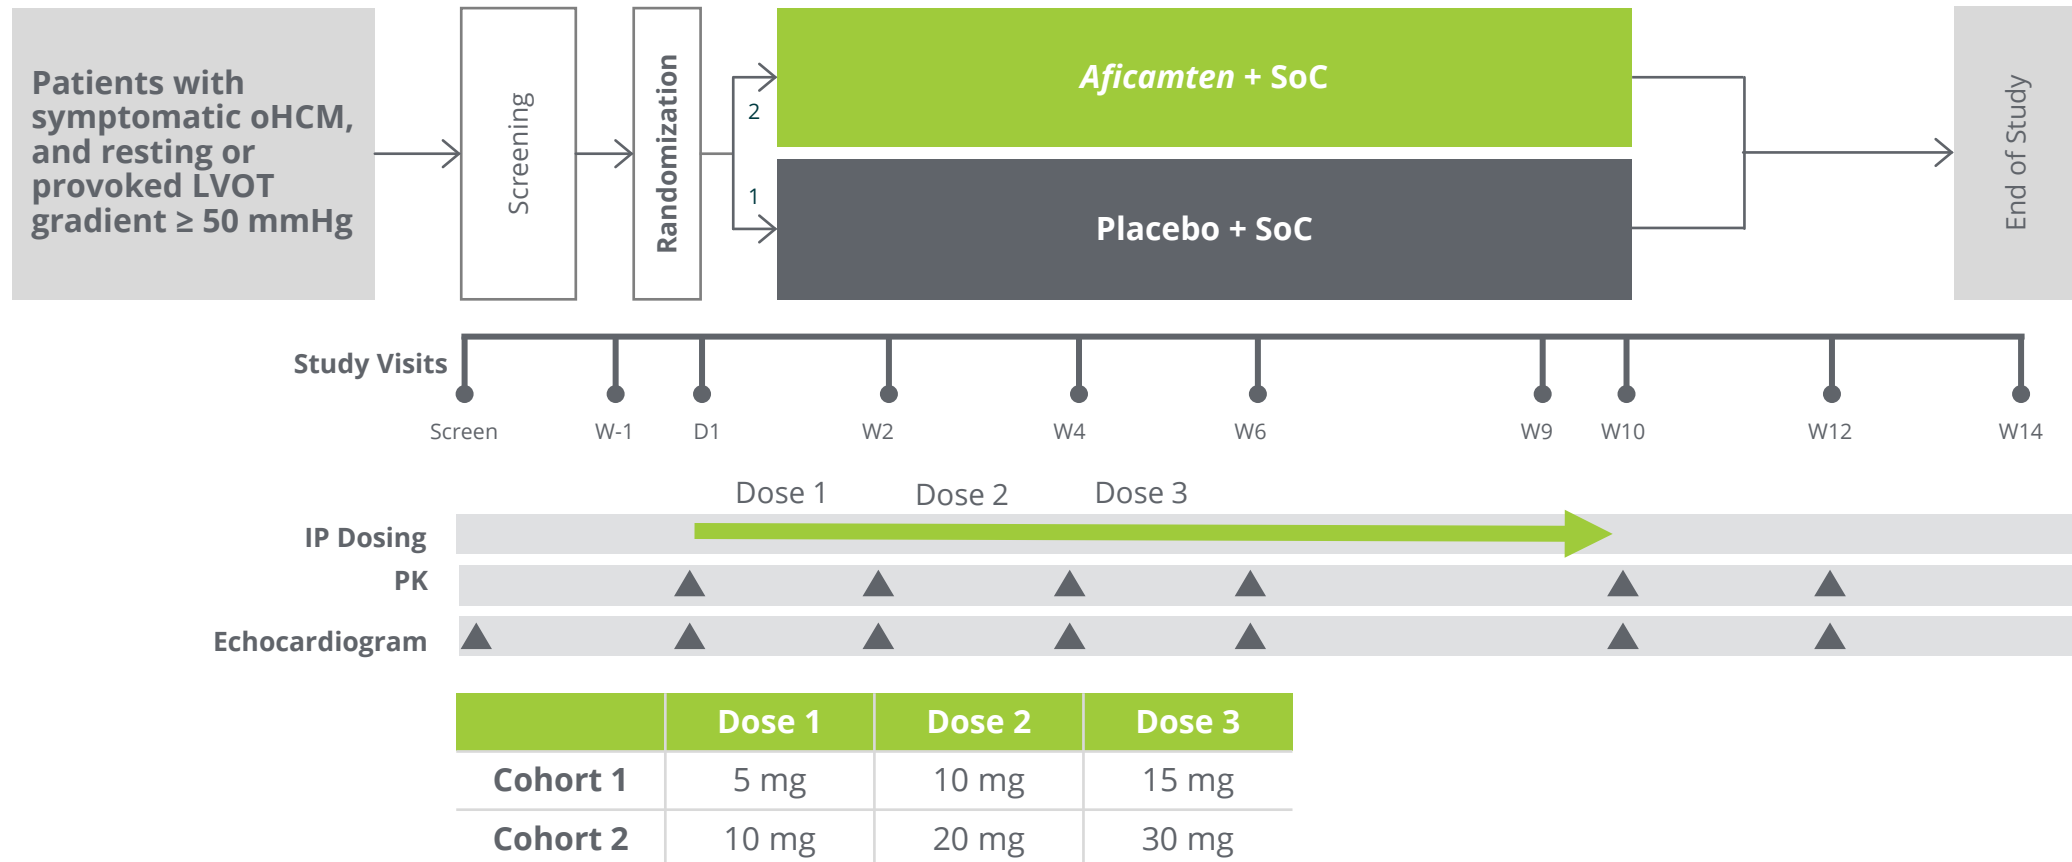 Patients with
symptomatic oHCM,
and resting or
provoked LVOT
gradient ≥ 50 mmHg
Screening
Randomization
2
1
Aficamten + SoC
Placebo + SoC
End of Study
Study Visits
Screen W-1 D1 W2 W4 W6 W9 W10 W12 W14
Dose 1 Dose 2 Dose 3
IP Dosing
PK
Echocardiogram
Dose 1 Dose 2 Dose 3
Cohort 1 5 mg 10 mg 15 mg
Cohort 2 10 mg 20 mg 30 mg